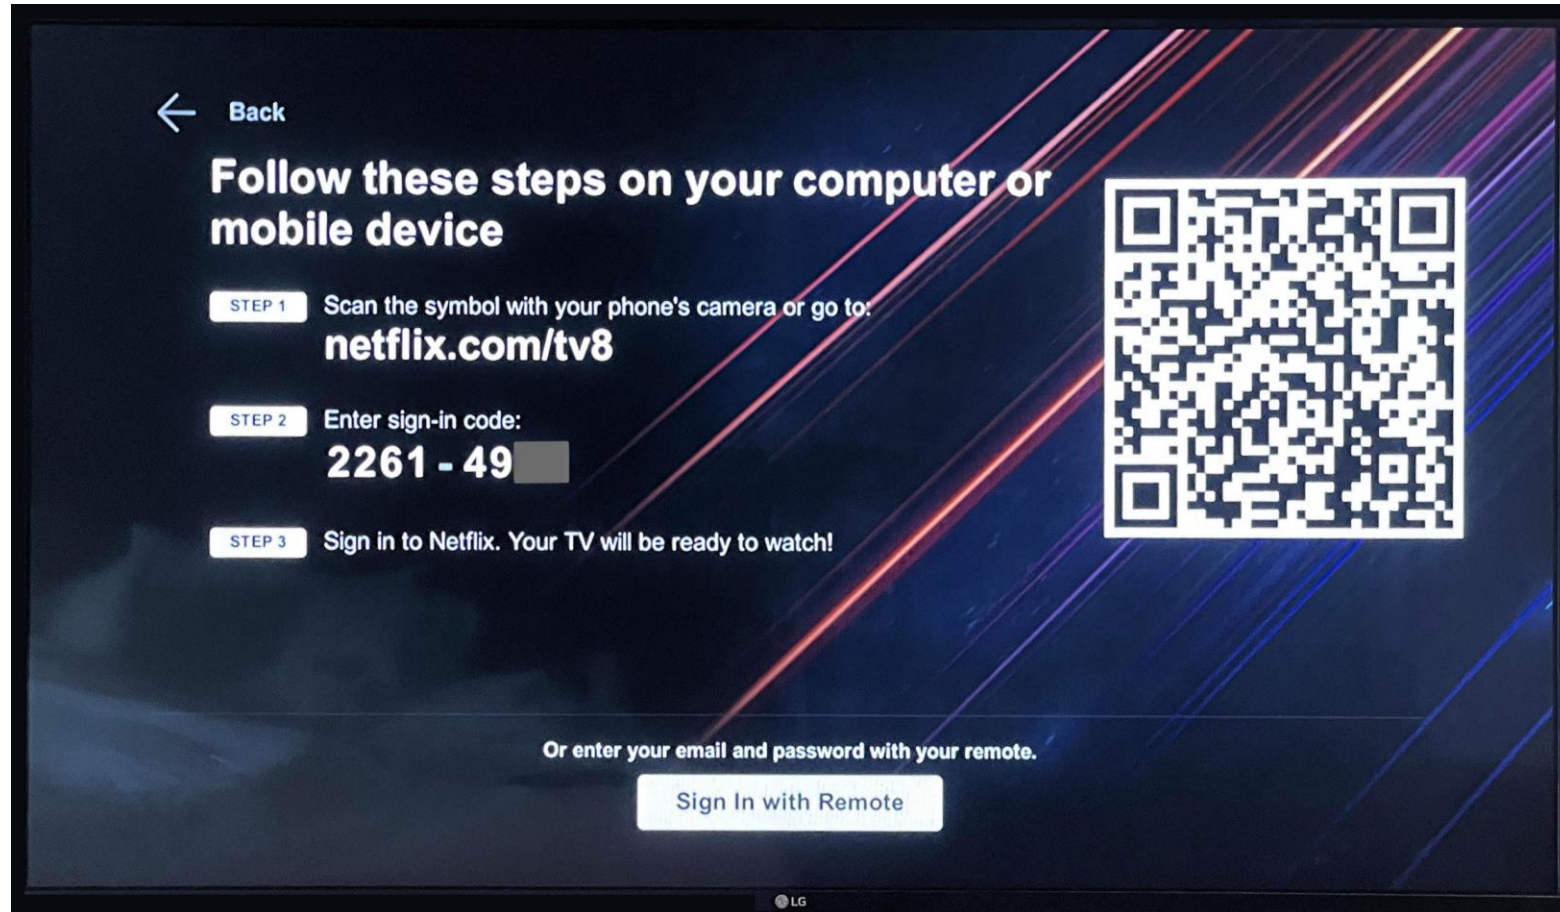 Back
Follow these steps on your computer or
mobile device
STEP 1
Scan the symbol with your phone's camera or go to:
netflix.com/tv8
STEP 2
Enter sign-in code:
2261 - 49
STEP 3
Sign in to Netflix. Your TV will be ready to watch!
Or enter your email and password with your remote.
Sign In with Remote
LG